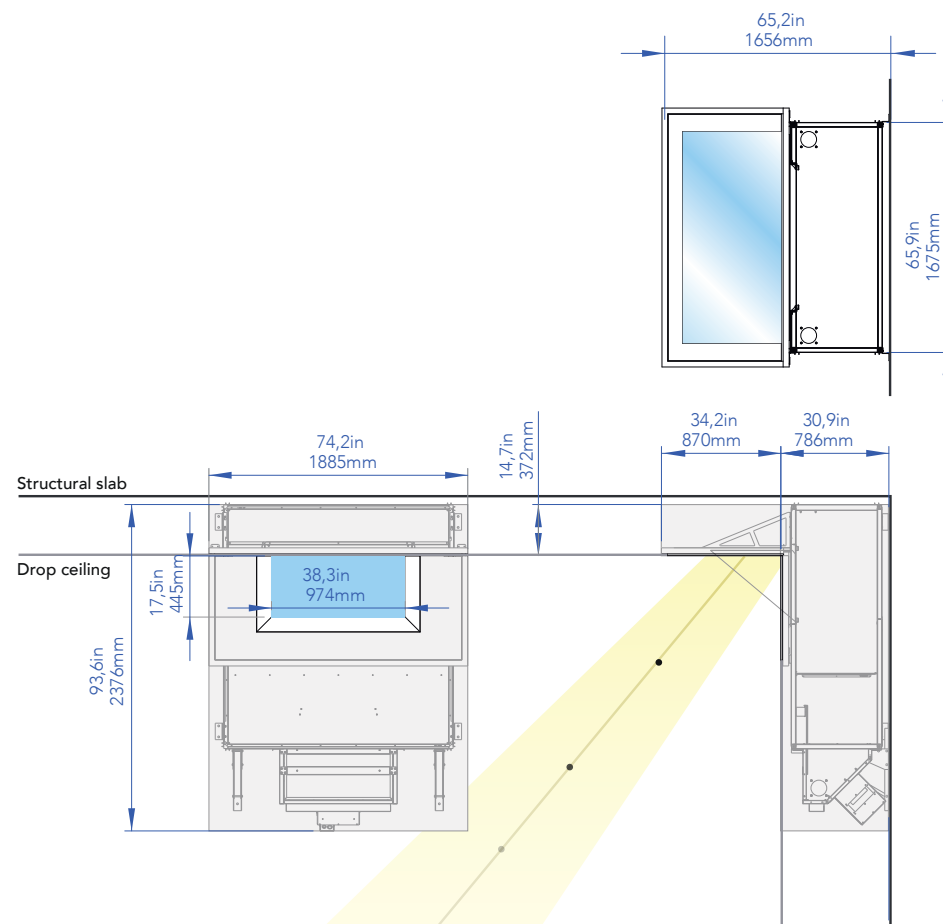 65,2in
1656mm
65,9in
1675mm
74,2in
1885mm
14,7in
372mm
34,2in
870mm
30,9in
786mm
Structural slab
Drop ceiling
17,5in
445mm
38,3in
974mm
93,6in
2376mm